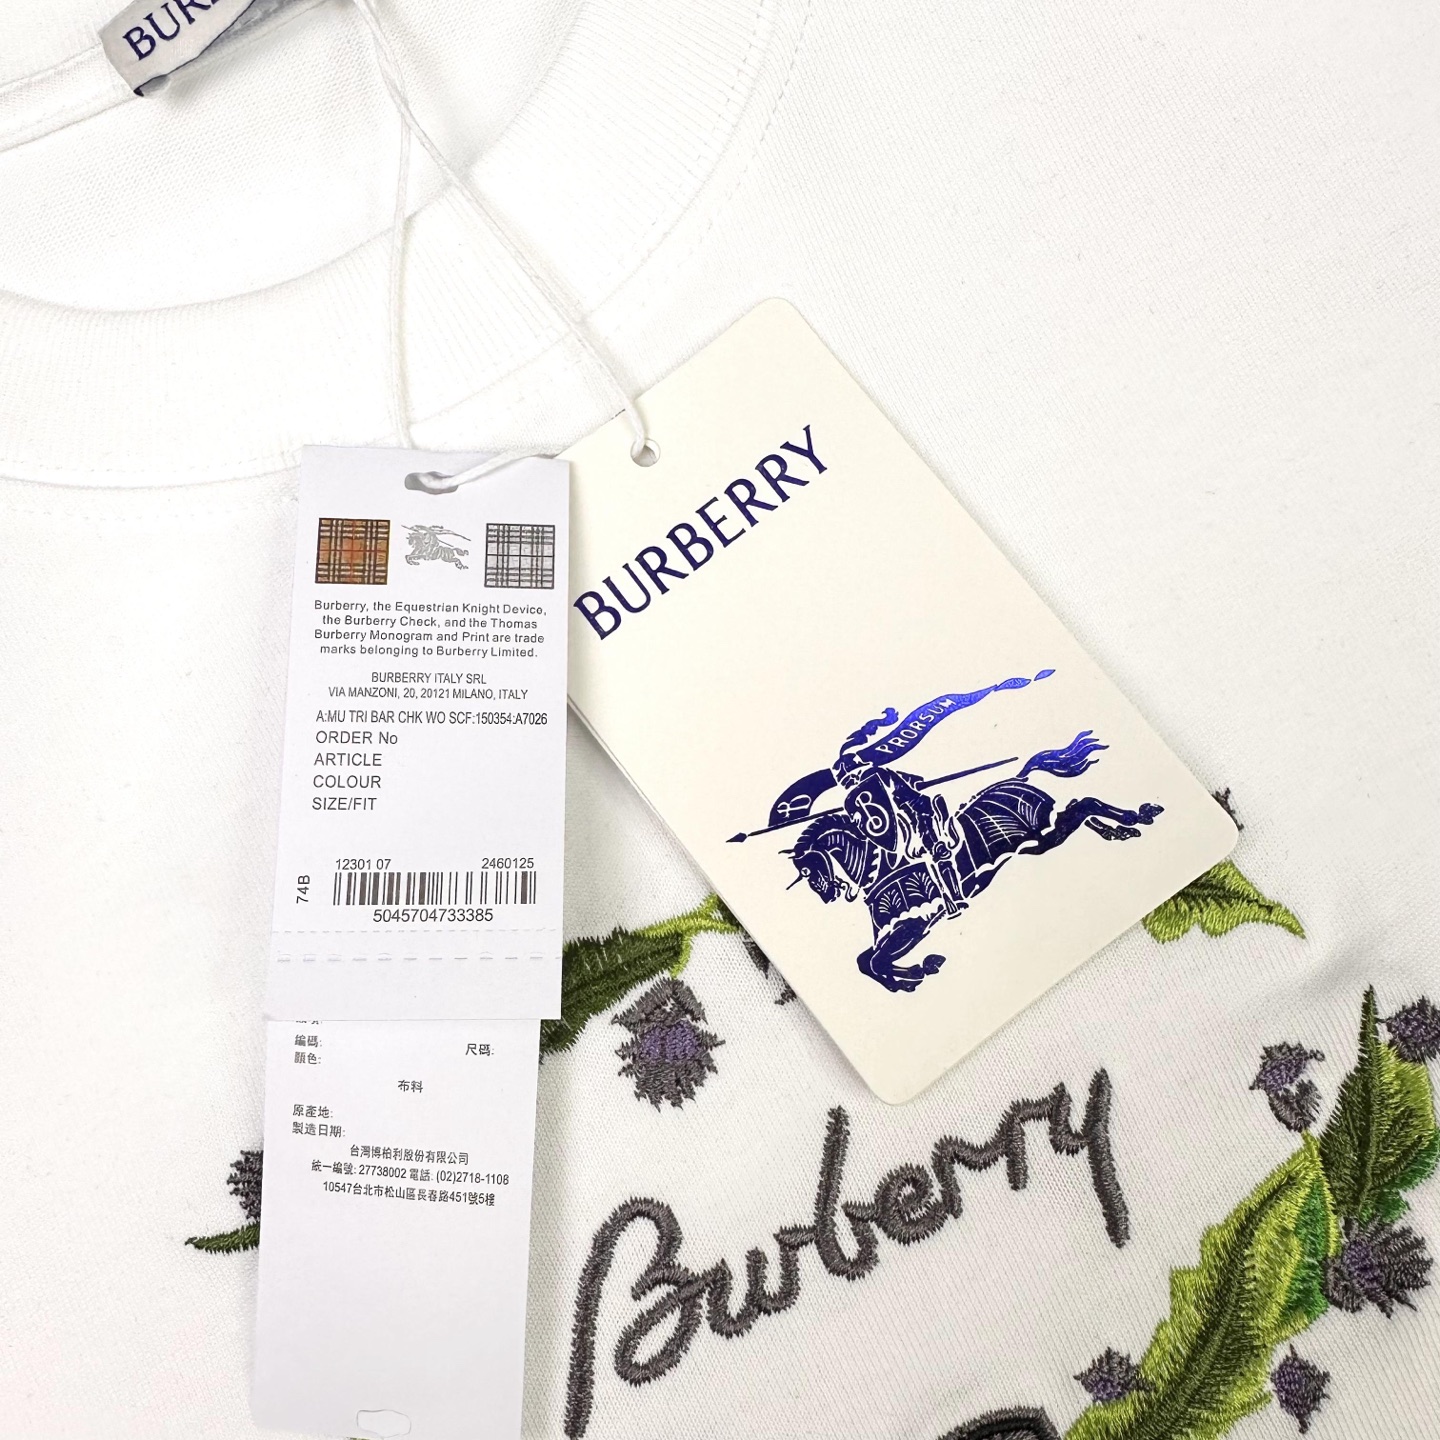 BURBERRY
PRORSUM
B
B
Burberry, the Equestrian Knight Device,
the Burberry Check, and the Thomas
Burberry Monogram and Print are trade
marks belonging to Burberry Limited.
BURBERRY ITALY SRL
VIA MANZONI, 20, 20121 MILANO, ITALY
A:MU TRI BAR CHK WO SCF:150354:A7026
ORDER No
ARTICLE
COLOUR
SIZE/FIT
12301 07 2460125
74B
5045704733385
編碼: 尺碼:
顏色:
布料
原產地:
製造日期:
台灣博柏利股份有限公司
統一編號: 27738002 電話. (02)2718-1108
10547台北市松山區長春路451號5樓
Burberry